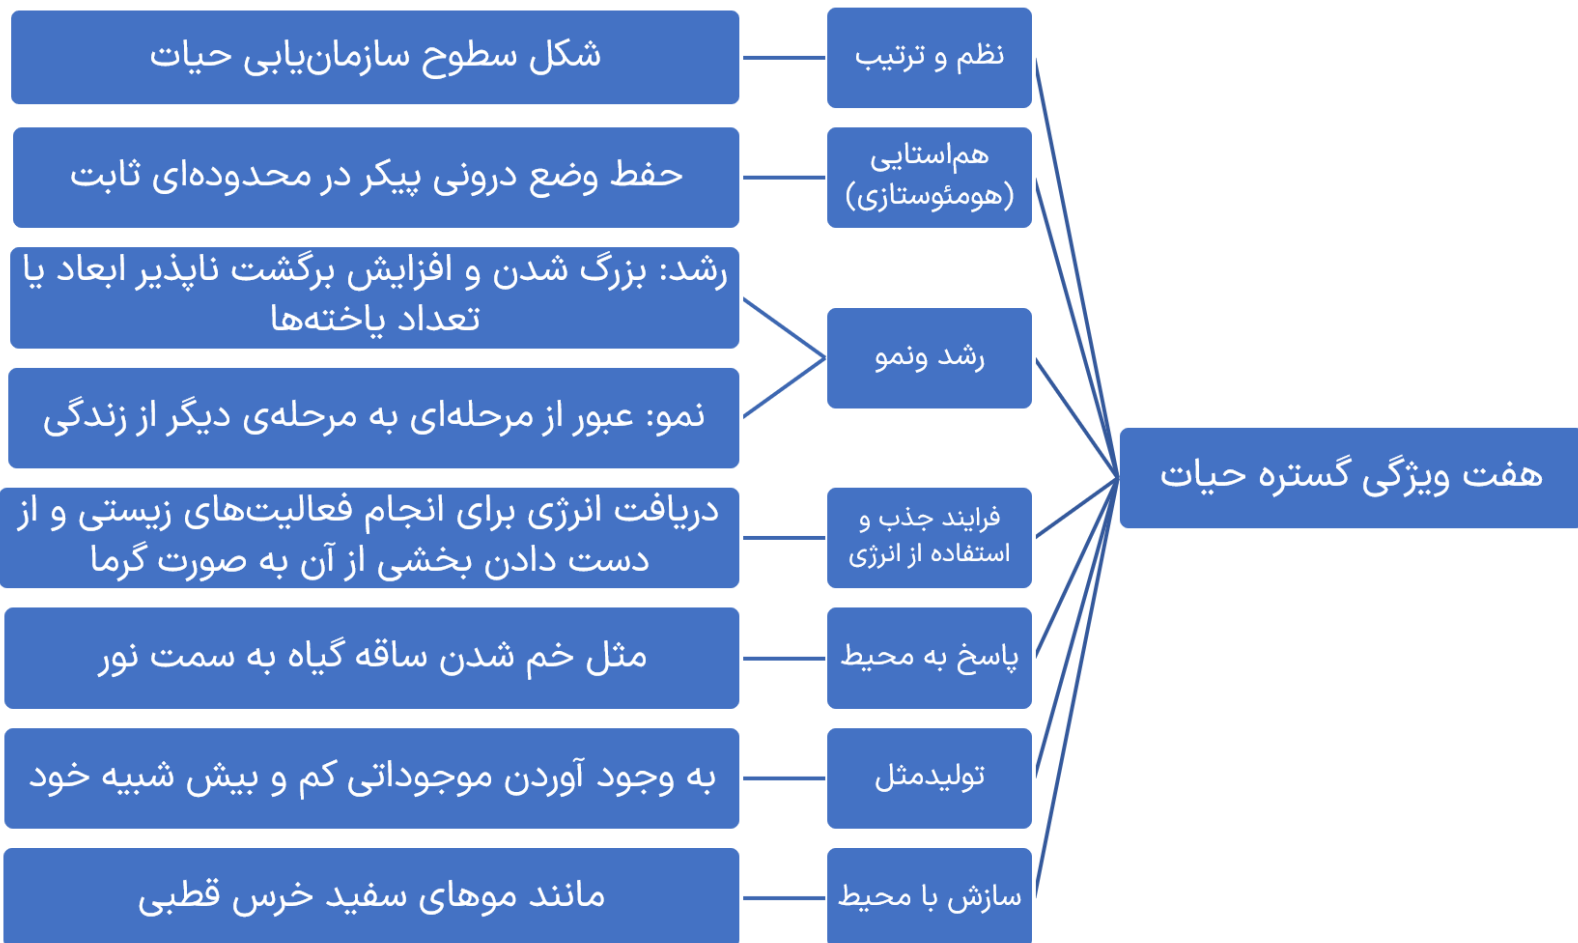 هفت ویژگی گستره حیات
نظم و ترتیب
شکل سطوح سازمان‌یابی حیات
هم‌استایی
(هومئوستازی)
حفط وضع درونی پیکر در محدوده‌ای ثابت
رشد ونمو
رشد: بزرگ شدن و افزایش برگشت ناپذیر ابعاد یا
تعداد یاخته‌ها
نمو: عبور از مرحله‌ای به مرحله‌ی دیگر از زندگی
فرایند جذب و
استفاده از انرژی
دریافت انرژی برای انجام فعالیت‌های زیستی و از
دست دادن بخشی از آن به صورت گرما
پاسخ به محیط
مثل خم شدن ساقه گیاه به سمت نور
تولیدمثل
به وجود آوردن موجوداتی کم و بیش شبیه خود
سازش با محیط
مانند موهای سفید خرس قطبی